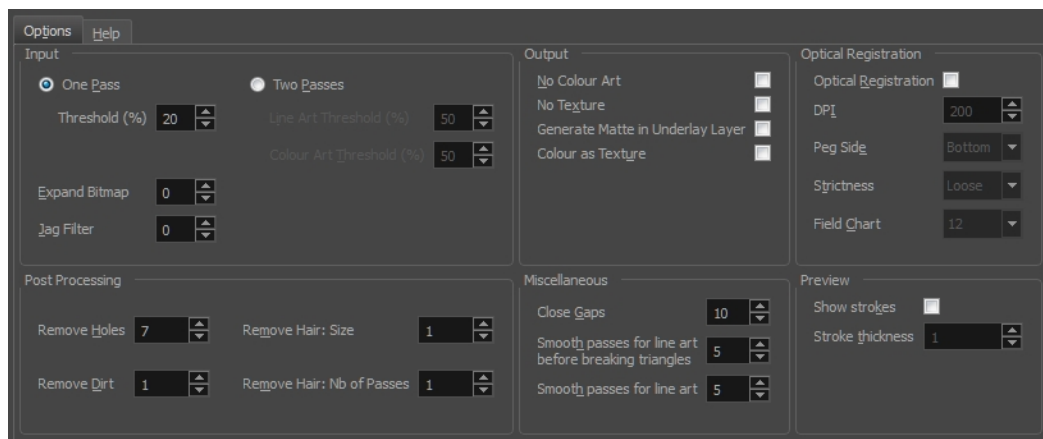 Options
Help
Input
One Pass
Two Passes
Threshold (%) 20
Line Art Threshold (%) 50
Colour Art Threshold (%) 50
Expand Bitmap 0
Jag Filter 0
Output
No Colour Art
No Texture
Generate Matte in Underlay Layer
Colour as Texture
Optical Registration
Optical Registration
DPI 200
Peg Side Bottom
Strictness Loose
Field Chart 12
Post Processing
Remove Holes 7
Remove Hair: Size 1
Remove Dirt 1
Remove Hair: Nb of Passes 1
Miscellaneous
Close Gaps 10
Smooth passes for line art
before breaking triangles 5
Smooth passes for line art 5
Preview
Show strokes
Stroke thickness 1